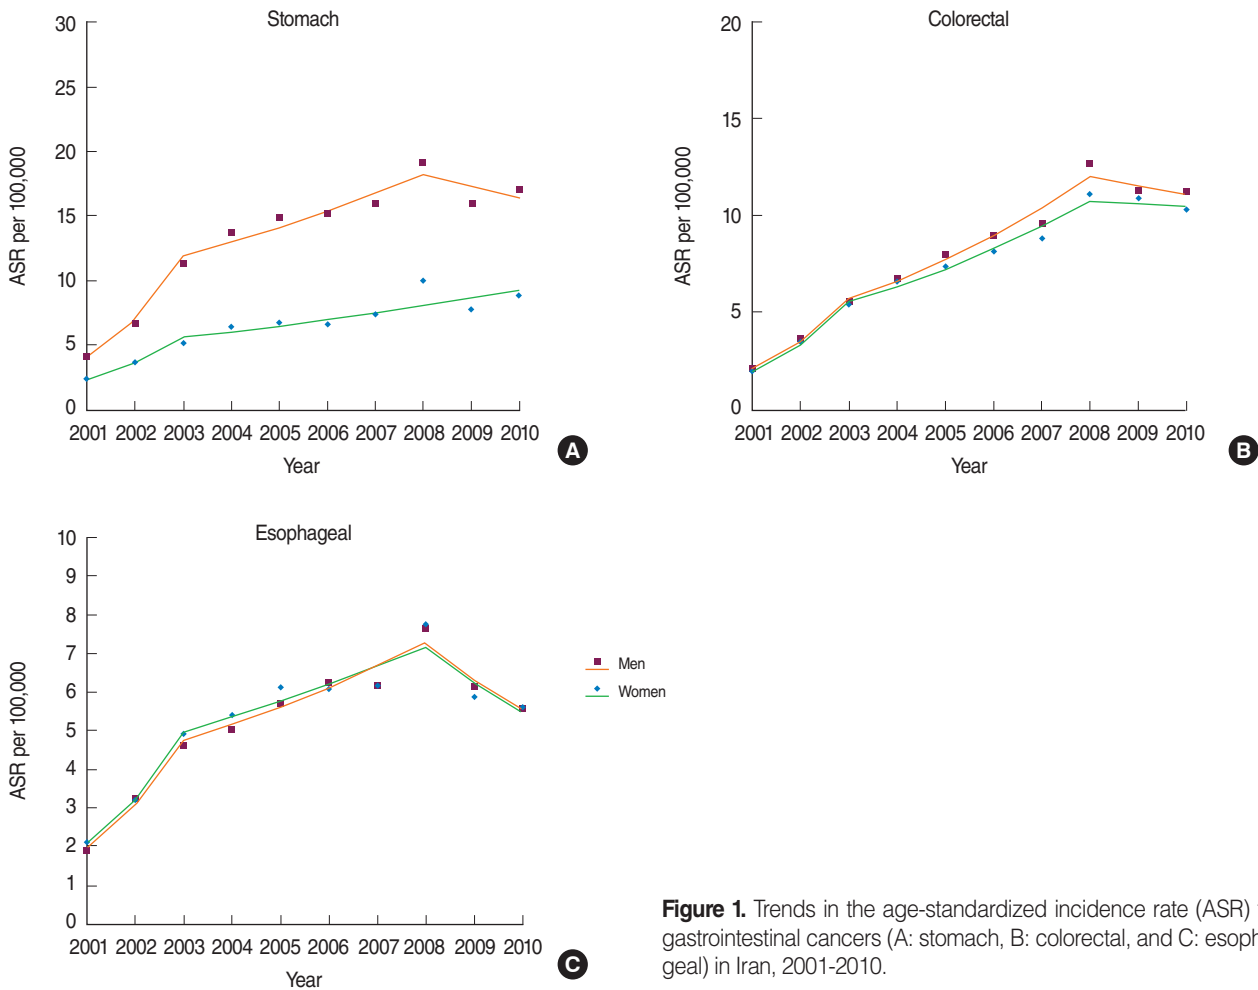 Stomach
30
25
20
15
10
5
0
ASR per 100,000
2001 2002 2003 2004 2005 2006 2007 2008 2009 2010
Year
A
Colorectal
20
15
10
5
0
ASR per 100,000
2001 2002 2003 2004 2005 2006 2007 2008 2009 2010
Year
B
Esophageal
10
9
8
7
6
5
4
3
2
1
0
ASR per 100,000
2001 2002 2003 2004 2005 2006 2007 2008 2009 2010
Year
C
Men
Women
Figure 1. Trends in the age-standardized incidence rate (ASR)
gastrointestinal cancers (A: stomach, B: colorectal, and C: esoph
geal) in Iran, 2001-2010.